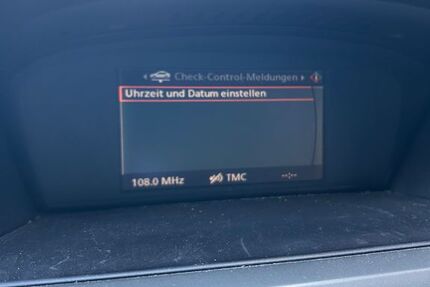 Check-Control-Meldungen
Uhrzeit und Datum einstellen
108.0 MHz TMC --:--